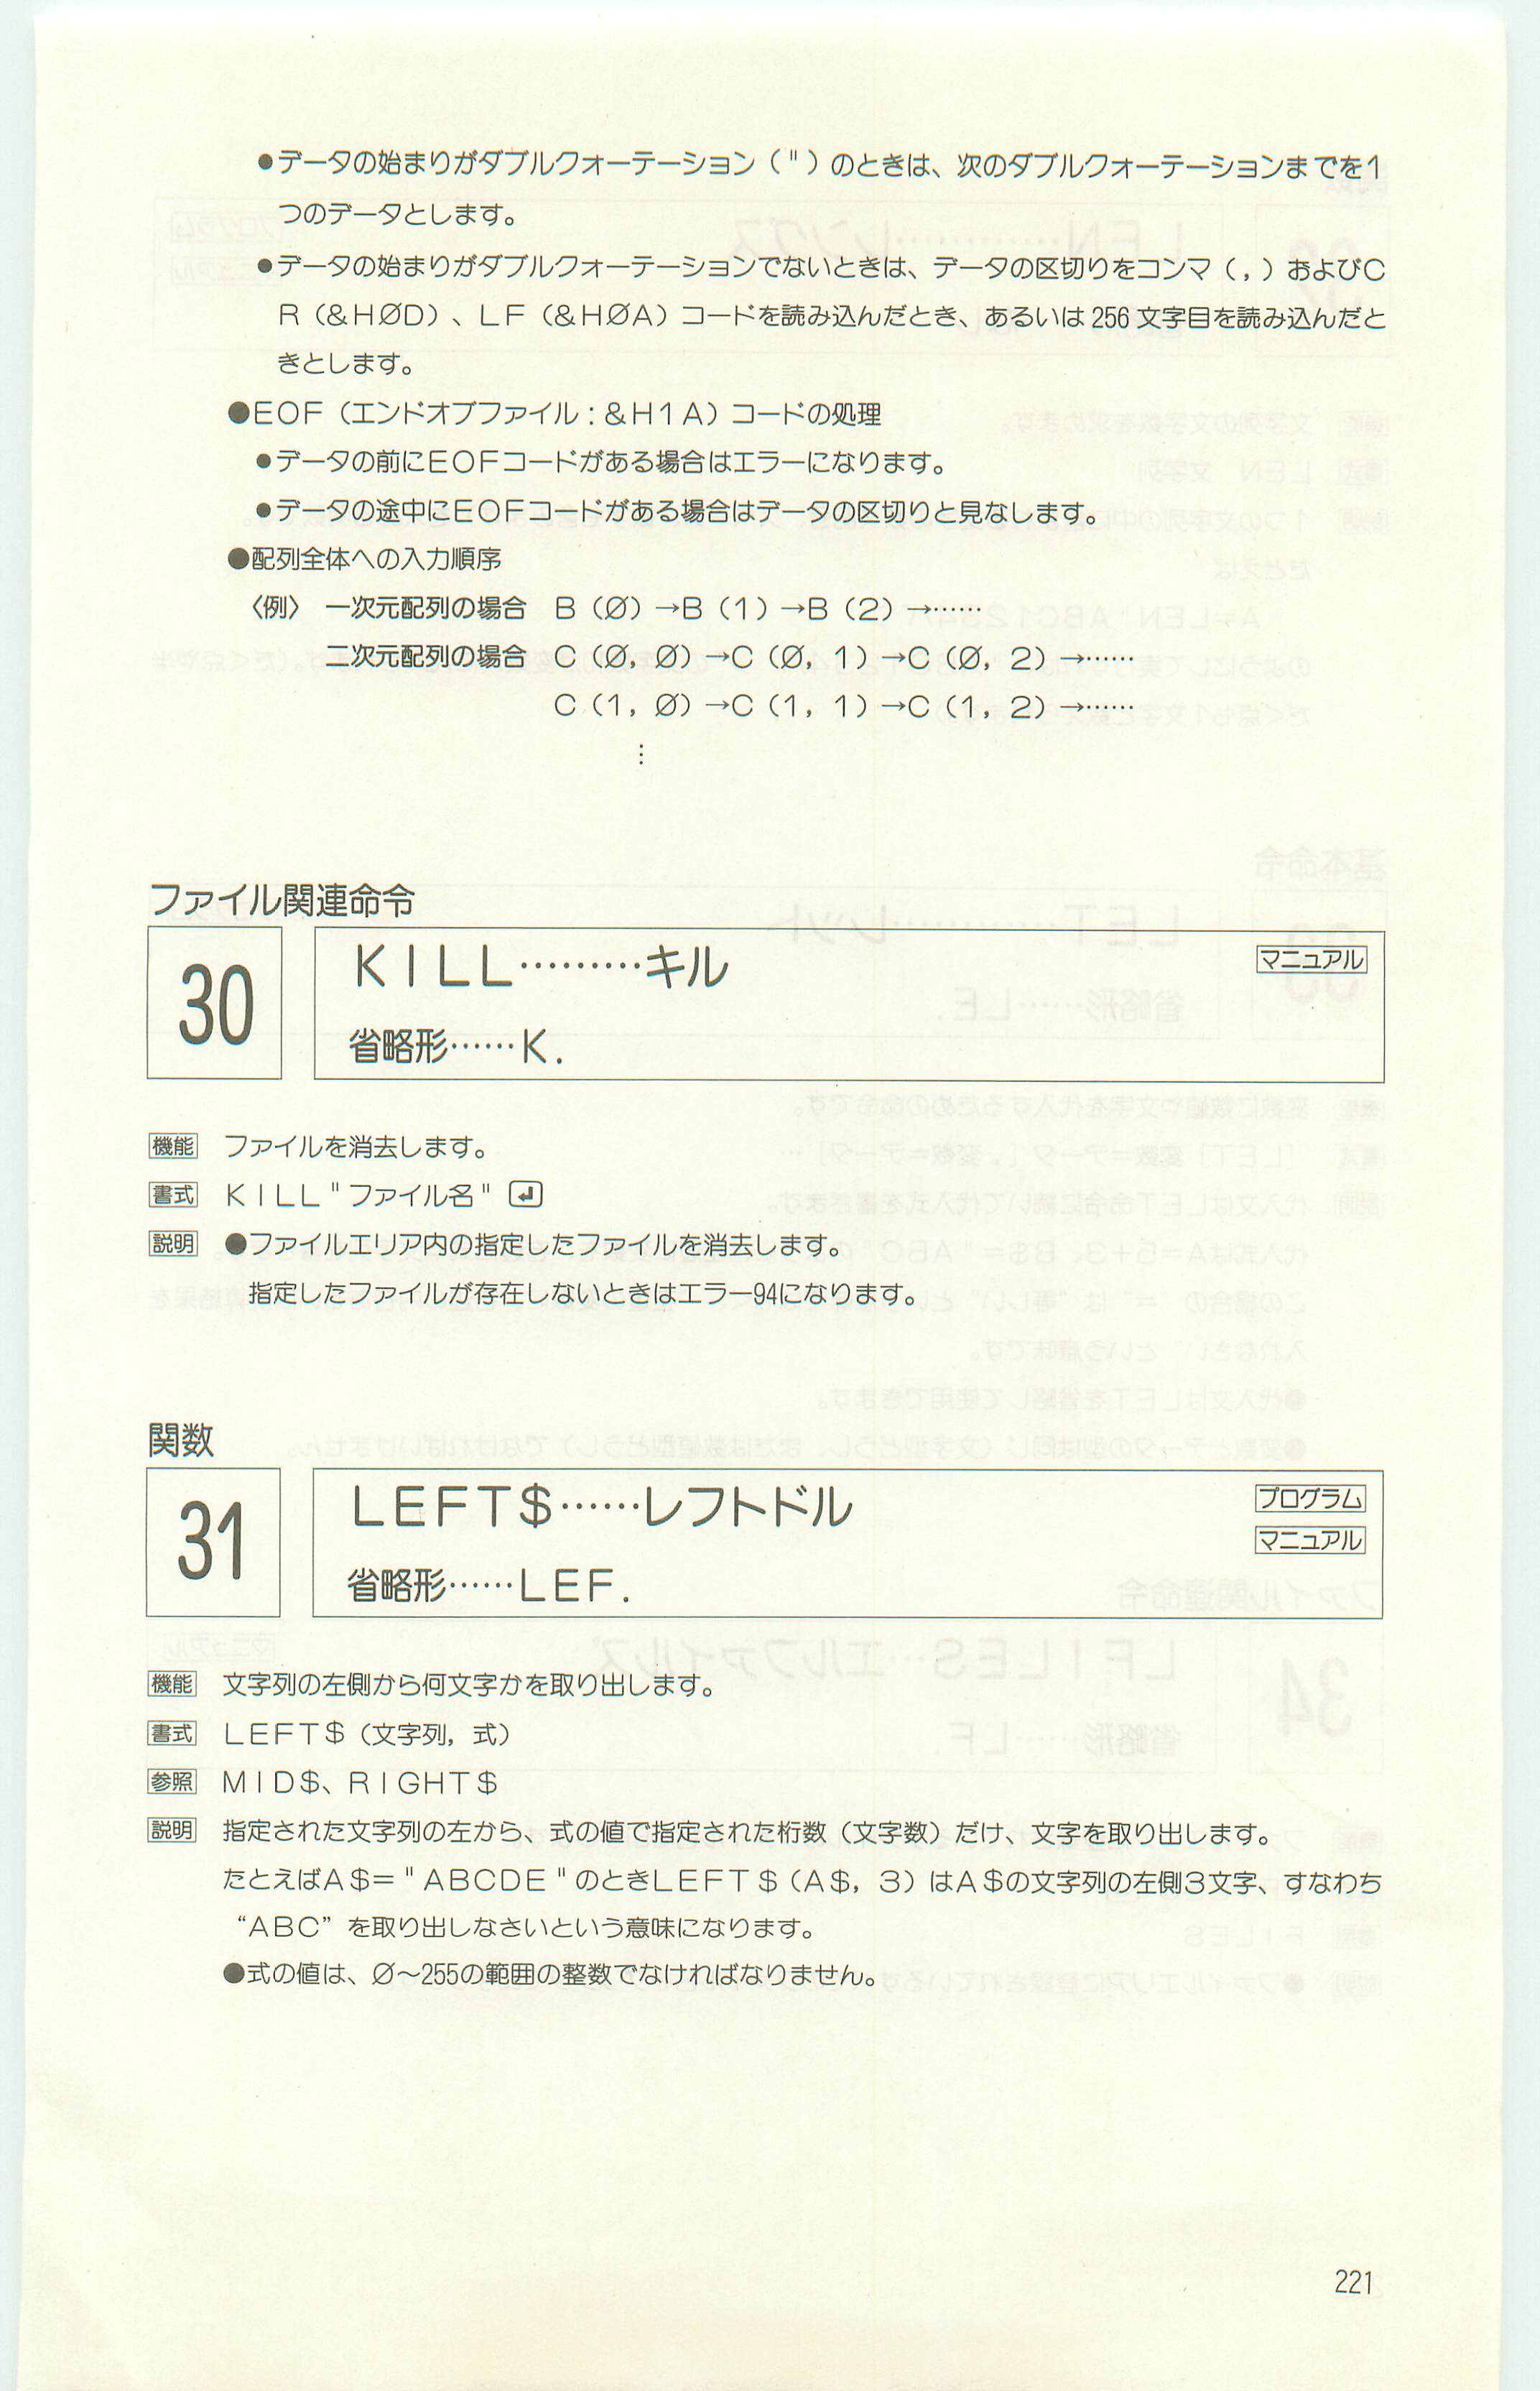 ●データの始まりがダブルクォーテーション（"）のときは、次のダブルクォーテーションまでを1
つのデータとします。
●データの始まりがダブルクォーテーションでないときは、データの区切りをコンマ（，）およびC
R（&HØD）、LF（&HØA）コードを読み込んだとき、あるいは256文字目を読み込んだと
きとします。
●EOF（エンドオブファイル：&H1A）コードの処理
●データの前にEOFコードがある場合はエラーになります。
●データの途中にEOFコードがある場合はデータの区切りと見なします。
●配列全体への入力順序
〈例〉 一次元配列の場合 B（Ø）→B（1）→B（2）→……
二次元配列の場合 C（Ø，Ø）→C（Ø，1）→C（Ø，2）→……
C（1，Ø）→C（1，1）→C（1，2）→……
⋮
ファイル関連命令
30 KILL………キル マニュアル
省略形……K.
機能 ファイルを消去します。
書式 KILL"ファイル名" ↵
説明 ●ファイルエリア内の指定したファイルを消去します。
指定したファイルが存在しないときはエラー94になります。
関数
31 LEFT$……レフトドル プログラム
マニュアル
省略形……LEF.
機能 文字列の左側から何文字かを取り出します。
書式 LEFT$（文字列，式）
参照 MID$、RIGHT$
説明 指定された文字列の左から、式の値で指定された桁数（文字数）だけ、文字を取り出します。
たとえばA$="ABCDE"のときLEFT$（A$，3）はA$の文字列の左側3文字、すなわち
“ABC”を取り出しなさいという意味になります。
●式の値は、Ø～255の範囲の整数でなければなりません。
221